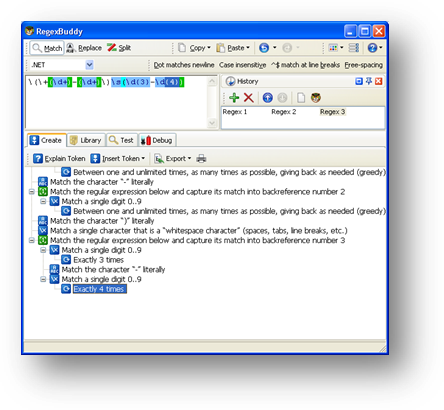 RegexBuddy
Match Replace Split Copy Paste
.NET Dot matches newline Case insensitive ^$ match at line breaks Free-spacing
\(\+(\d+)-(\d+)\)\s(\d{3}-\d{4})
History
Regex 1 Regex 2 Regex 3
Create Library Test Debug
Explain Token Insert Token Export
Between one and unlimited times, as many times as possible, giving back as needed (greedy)
Match the character "-" literally
Match the regular expression below and capture its match into backreference number 2
Match a single digit 0..9
Between one and unlimited times, as many times as possible, giving back as needed (greedy)
Match the character ")" literally
Match a single character that is a "whitespace character" (spaces, tabs, line breaks, etc.)
Match the regular expression below and capture its match into backreference number 3
Match a single digit 0..9
Exactly 3 times
Match the character "-" literally
Match a single digit 0..9
Exactly 4 times